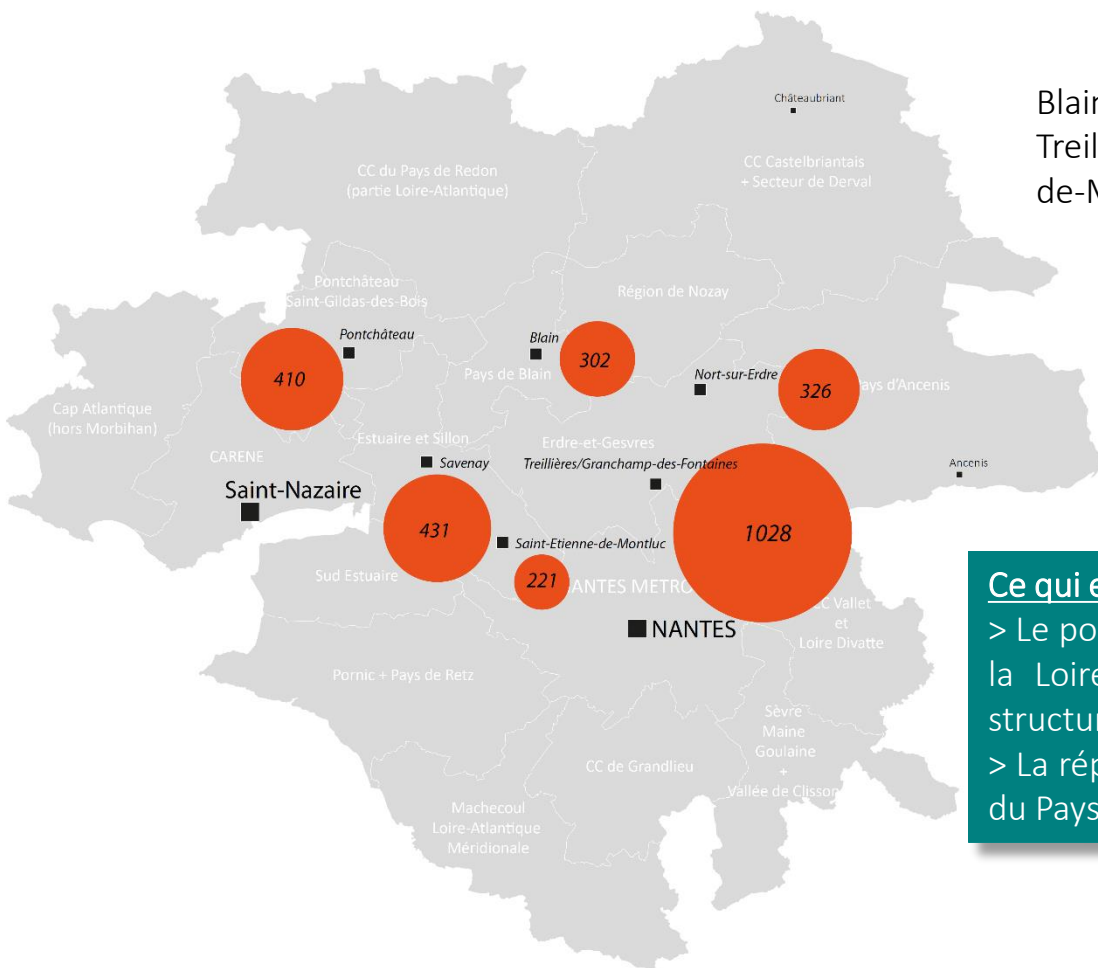 Châteaubriant
CC Castelbriantais
+ Secteur de Derval
CC du Pays de Redon
(partie Loire-Atlantique)
Pontchâteau
Saint-Gildas-des-Bois
Région de Nozay
Pontchâteau
Blain
302
Pays de Blain
Nort-sur-Erdre
410
326
ays d'Ancenis
Cap Atlantique
(hors Morbihan)
Estuaire et Sillon
Erdre-et-Gesvres
CARENE
Savenay
Treillières/Granchamp-des-Fontaines
Ancenis
Saint-Nazaire
431
1028
Saint-Etienne-de-Montluc
Sud Estuaire
221
ANTES METRO
CC Vallet
et
Loire Divatte
NANTES
Pornic + Pays de Retz
Sèvre
Maine
Goulaine
+
Vallée de Clisson
CC de Grandlieu
Machecoul
Loire-Atlantique
Méridionale
Blain
Treil
de-M
Ce qui e
> Le po
la Loire
structur
> La rép
du Pays